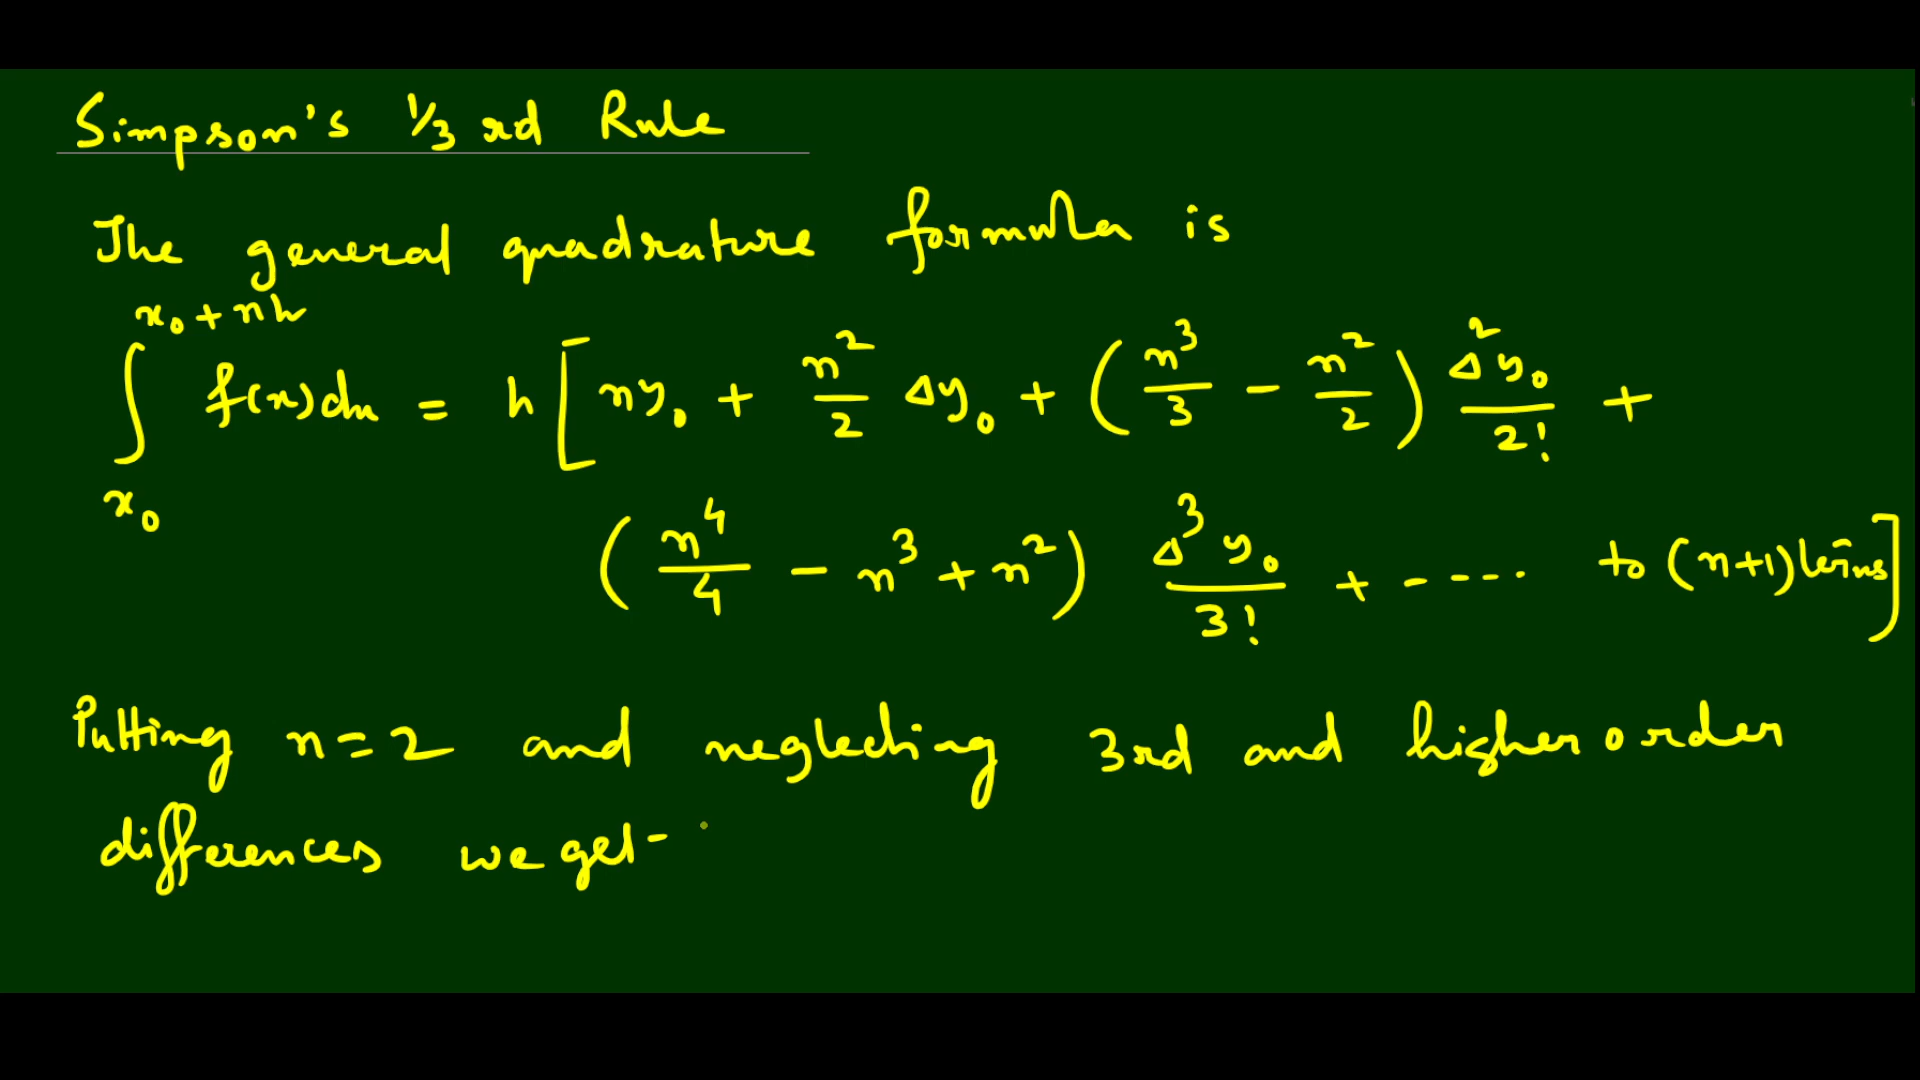 Simpson's 1/3 rd Rule
The general quadrature formula is
∫_{x₀}^{x₀+nh} f(x)dx = h [ny₀ + n²/2 Δy₀ + (n³/3 − n²/2) Δ²y₀/2! +
(n⁴/4 − n³ + n²) Δ³y₀/3! + ---- to (n+1) terms]
Putting n=2 and neglecting 3rd and higher order
differences we get-